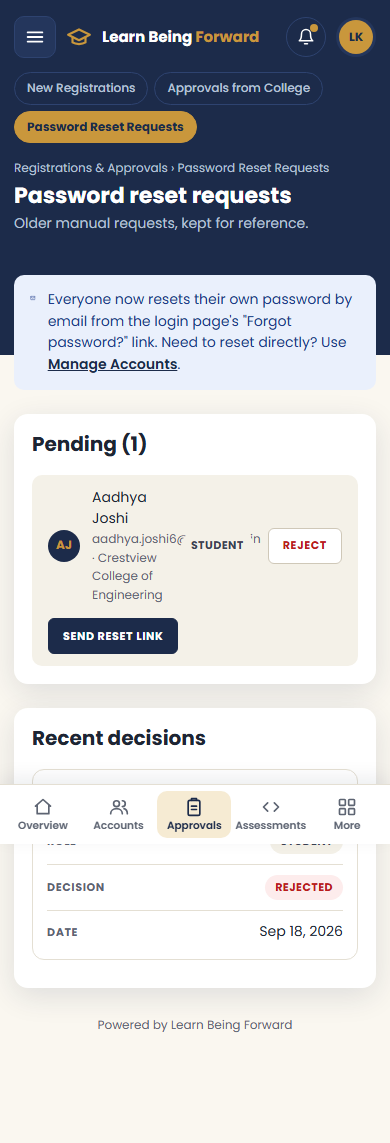 Learn Being Forward
LK
New Registrations
Approvals from College
Password Reset Requests
Registrations & Approvals › Password Reset Requests
Password reset requests
Older manual requests, kept for reference.
Everyone now resets their own password by
email from the login page's "Forgot
password?" link. Need to reset directly? Use
Manage Accounts.
Pending (1)
AJ
Aadhya
Joshi
aadhya.joshi6@
STUDENT
REJECT
· Crestview
College of
Engineering
SEND RESET LINK
Recent decisions
Overview
Accounts
Approvals
Assessments
More
DECISION
REJECTED
DATE
Sep 18, 2026
Powered by Learn Being Forward